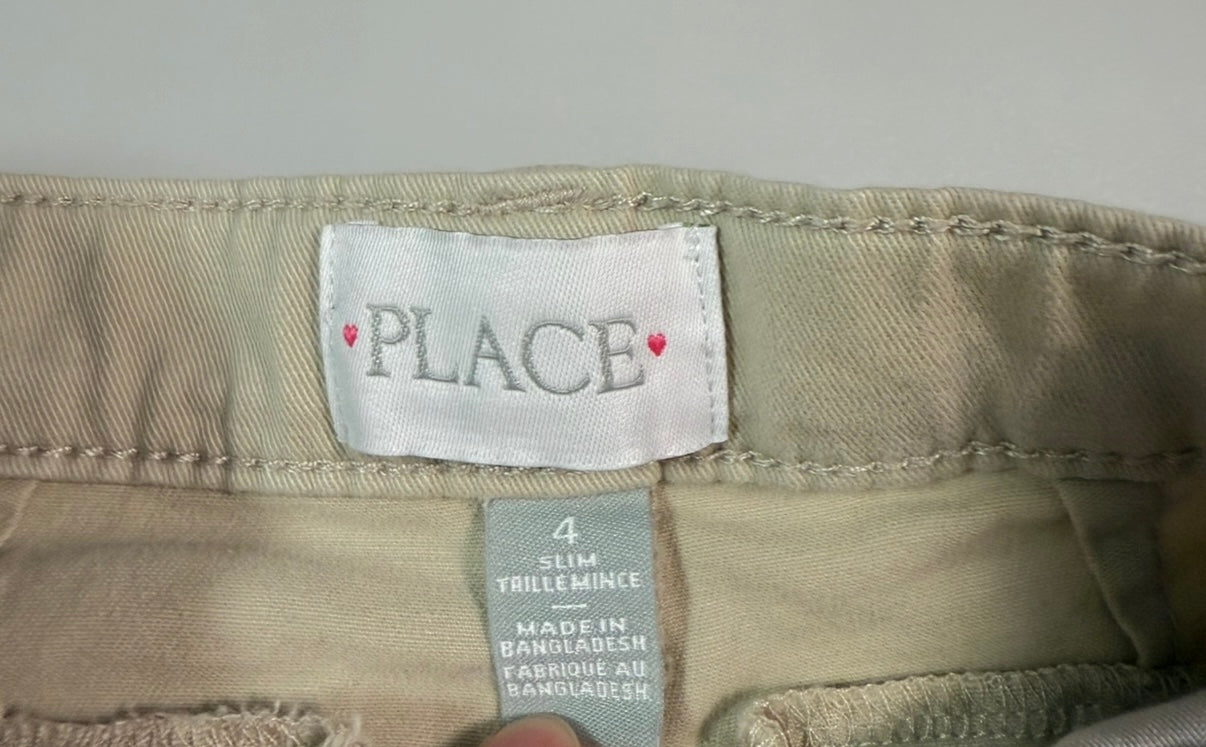 PLACE
4
SLIM
TAILLE MINCE
MADE IN
BANGLADESH
FABRIQUÉ AU
BANGLADESH